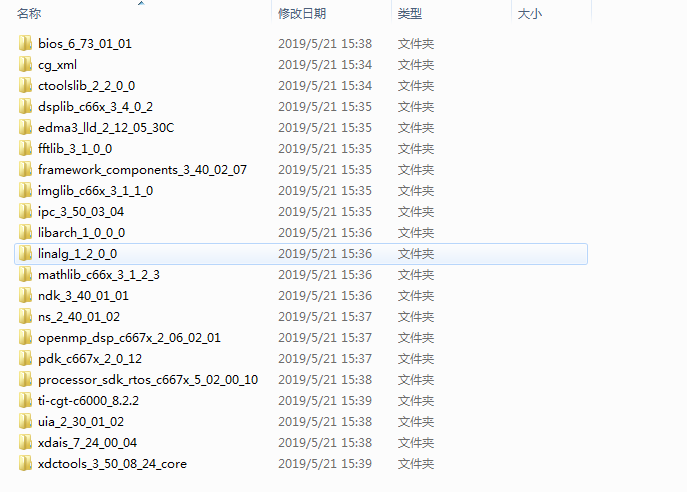 名称 修改日期 类型 大小
bios_6_73_01_01 2019/5/21 15:38 文件夹
cg_xml 2019/5/21 15:34 文件夹
ctoolslib_2_2_0_0 2019/5/21 15:34 文件夹
dsplib_c66x_3_4_0_2 2019/5/21 15:35 文件夹
edma3_lld_2_12_05_30C 2019/5/21 15:35 文件夹
fftlib_3_1_0_0 2019/5/21 15:35 文件夹
framework_components_3_40_02_07 2019/5/21 15:35 文件夹
imglib_c66x_3_1_1_0 2019/5/21 15:35 文件夹
ipc_3_50_03_04 2019/5/21 15:35 文件夹
libarch_1_0_0_0 2019/5/21 15:36 文件夹
linalg_1_2_0_0 2019/5/21 15:36 文件夹
mathlib_c66x_3_1_2_3 2019/5/21 15:36 文件夹
ndk_3_40_01_01 2019/5/21 15:36 文件夹
ns_2_40_01_02 2019/5/21 15:37 文件夹
openmp_dsp_c667x_2_06_02_01 2019/5/21 15:37 文件夹
pdk_c667x_2_0_12 2019/5/21 15:37 文件夹
processor_sdk_rtos_c667x_5_02_00_10 2019/5/21 15:38 文件夹
ti-cgt-c6000_8.2.2 2019/5/21 15:39 文件夹
uia_2_30_01_02 2019/5/21 15:38 文件夹
xdais_7_24_00_04 2019/5/21 15:38 文件夹
xdctools_3_50_08_24_core 2019/5/21 15:39 文件夹